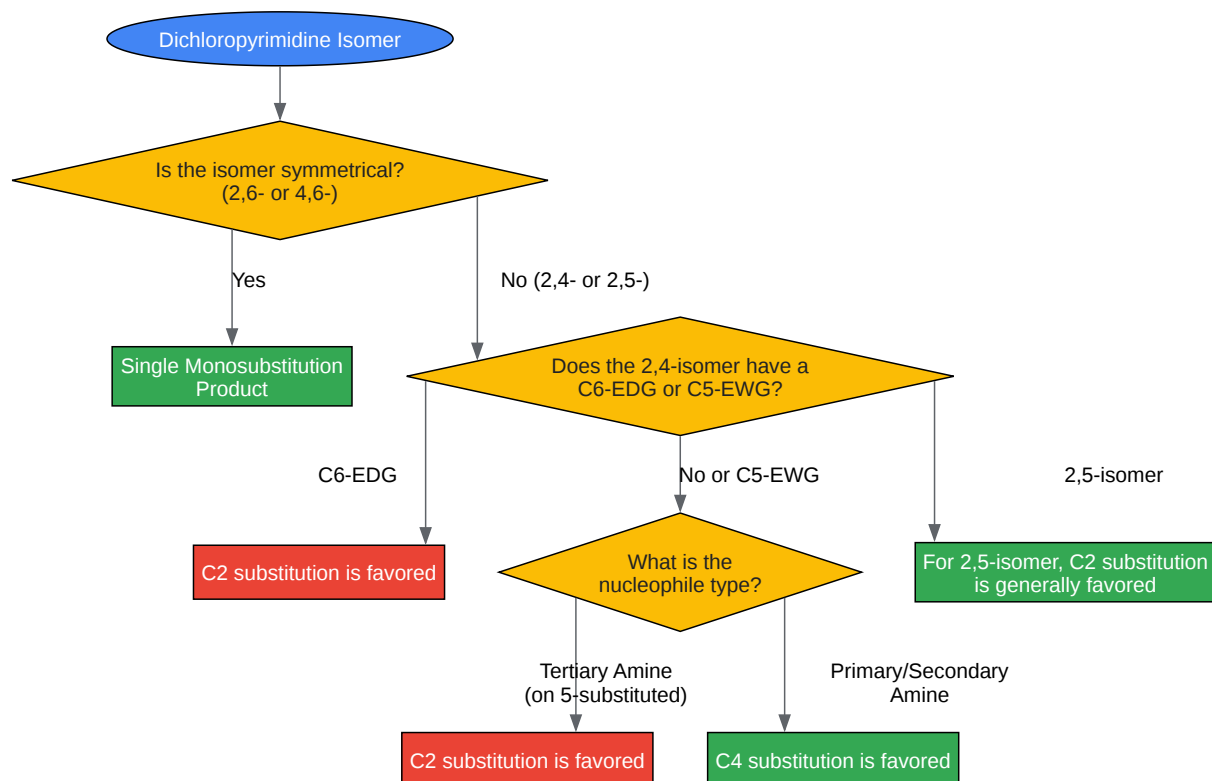 Dichloropyrimidine Isomer
Is the isomer symmetrical?
(2,6- or 4,6-)
Yes
No (2,4- or 2,5-)
Single Monosubstitution
Product
Does the 2,4-isomer have a
C6-EDG or C5-EWG?
C6-EDG
No or C5-EWG
2,5-isomer
C2 substitution is favored
What is the
nucleophile type?
For 2,5-isomer, C2 substitution
is generally favored
Tertiary Amine
(on 5-substituted)
Primary/Secondary
Amine
C2 substitution is favored
C4 substitution is favored